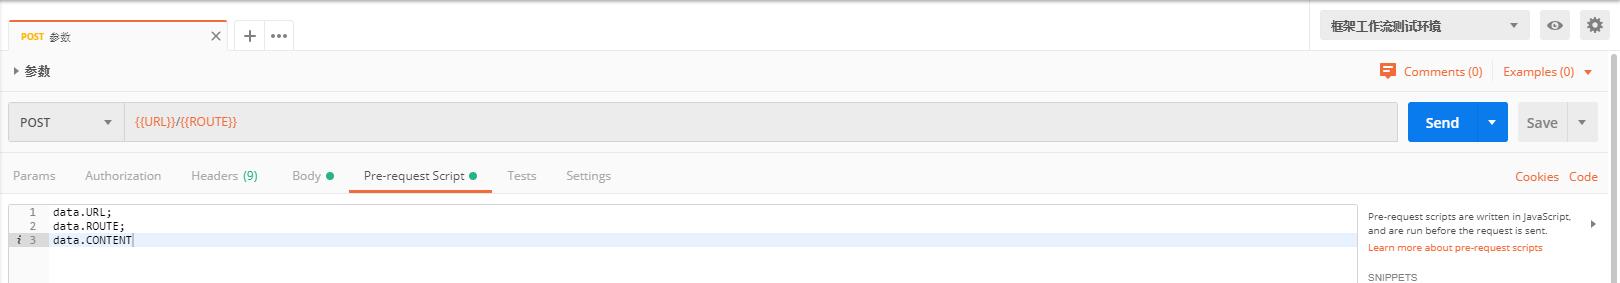 POST 参数
框架工作流测试环境
参数
Comments (0)
Examples (0)
POST
{{URL}}/{{ROUTE}}
Send
Save
Params
Authorization
Headers (9)
Body
Pre-request Script
Tests
Settings
Cookies
Code
1 data.URL;
2 data.ROUTE;
i 3 data.CONTENT
Pre-request scripts are written in JavaScript,
and are run before the request is sent.
Learn more about pre-request scripts
SNIPPETS